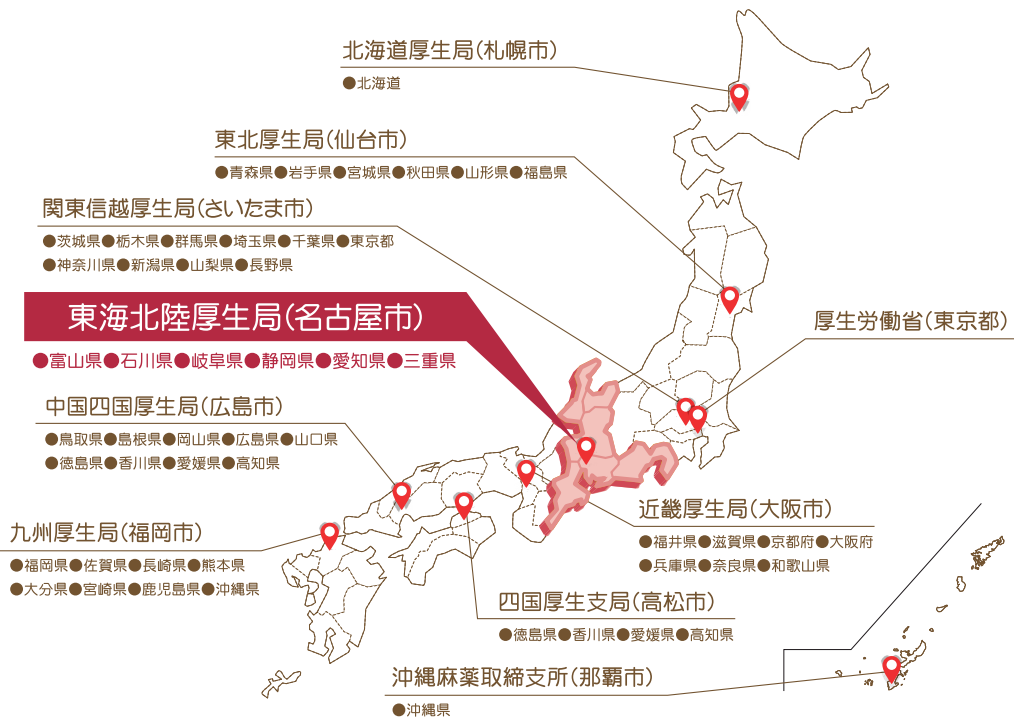 北海道厚生局(札幌市)
●北海道
東北厚生局(仙台市)
●青森県●岩手県●宮城県●秋田県●山形県●福島県
関東信越厚生局(さいたま市)
●茨城県●栃木県●群馬県●埼玉県●千葉県●東京都
●神奈川県●新潟県●山梨県●長野県
東海北陸厚生局(名古屋市)
●富山県●石川県●岐阜県●静岡県●愛知県●三重県
厚生労働省(東京都)
中国四国厚生局(広島市)
●鳥取県●島根県●岡山県●広島県●山口県
●徳島県●香川県●愛媛県●高知県
近畿厚生局(大阪市)
●福井県●滋賀県●京都府●大阪府
●兵庫県●奈良県●和歌山県
九州厚生局(福岡市)
●福岡県●佐賀県●長崎県●熊本県
●大分県●宮崎県●鹿児島県●沖縄県
四国厚生支局(高松市)
●徳島県●香川県●愛媛県●高知県
沖縄麻薬取締支所(那覇市)
●沖縄県